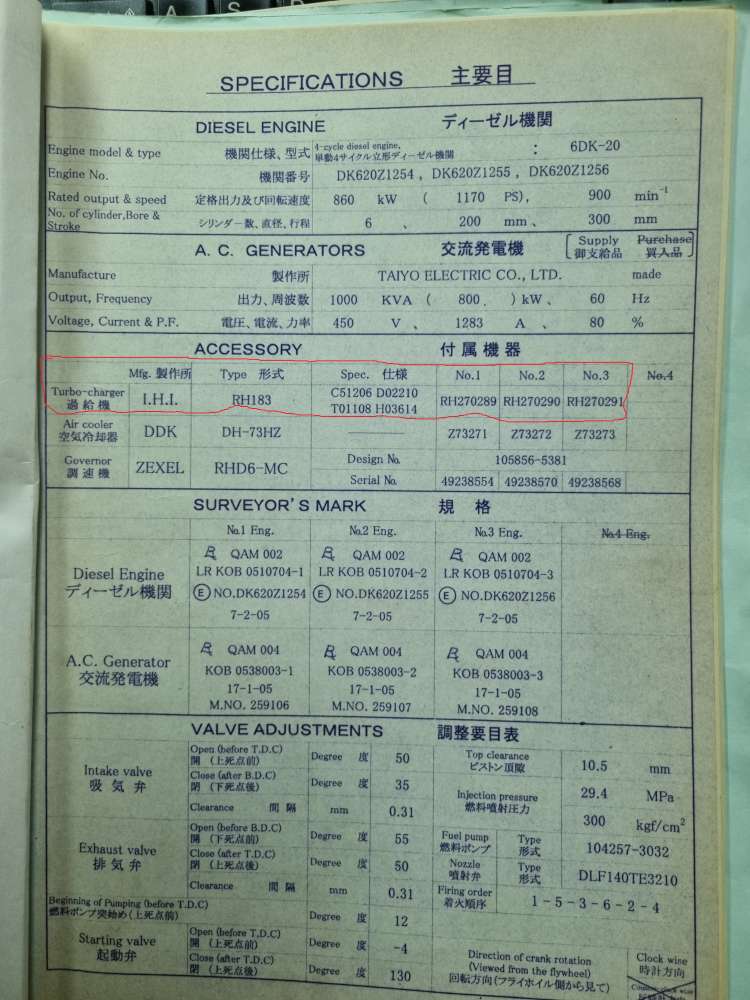 A S
SPECIFICATIONS 主要目
DIESEL ENGINE ディーゼル機関
Engine model & type 機関仕様、型式 4-cycle diesel engine, : 6DK-20
単動4サイクル立形ディーゼル機関
Engine No. 機関番号 DK620Z1254 , DK620Z1255 , DK620Z1256
Rated output & speed 定格出力及び回転速度 860 kW ( 1170 PS), 900 min⁻¹
No. of cylinder,Bore & Stroke シリンダー数、直径、行程 6 、 200 mm、 300 mm
A. C. GENERATORS 交流発電機 Supply Purchase
御支給品 買入品
Manufacture 製作所 TAIYO ELECTRIC CO., LTD. made
Output, Frequency 出力、周波数 1000 KVA ( 800 . ) kW、 60 Hz
Voltage, Current & P.F. 電圧、電流、力率 450 V 、 1283 A 、 80 %
ACCESSORY 付属機器
Mfg. 製作所 Type 形式 Spec. 仕様 No.1 No.2 No.3 No.4
Turbo-charger 過給機 I.H.I. RH183 C51206 D02210 RH270289 RH270290 RH270291
T01108 H03614
Air cooler 空気冷却器 DDK DH-73HZ Z73271 Z73272 Z73273
Governor 調速機 ZEXEL RHD6-MC Design No. 105856-5381
Serial No. 49238554 49238570 49238568
SURVEYOR'S MARK 規格
No.1 Eng. No.2 Eng. No.3 Eng. No.4 Eng.
Diesel Engine ディーゼル機関
QAM 002 QAM 002 QAM 002
LR KOB 0510704-1 LR KOB 0510704-2 LR KOB 0510704-3
E NO.DK620Z1254 E NO.DK620Z1255 E NO.DK620Z1256
7-2-05 7-2-05 7-2-05
A.C. Generator 交流発電機
QAM 004 QAM 004 QAM 004
KOB 0538003-1 KOB 0538003-2 KOB 0538003-3
17-1-05 17-1-05 17-1-05
M.NO. 259106 M.NO. 259107 M.NO. 259108
VALVE ADJUSTMENTS 調整要目表
Intake valve 吸気弁
Open (before T.D.C) 開 (上死点前) Degree 度 50
Close (after B.D.C) 閉 (下死点後) Degree 度 35
Clearance 間隔 mm 0.31
Exhaust valve 排気弁
Open (before B.D.C) 開 (下死点前) Degree 度 55
Close (after T.D.C) 閉 (上死点後) Degree 度 50
Clearance 間隔 mm 0.31
Beginning of Pumping (before T.D.C)
燃料ポンプ突始め (上死点前) Degree 度 12
Starting valve 起動弁
Open (before T.D.C) 開 (上死点前) Degree 度 -4
Close (after T.D.C) 閉 (上死点後) Degree 度 130
Top clearance ピストン頂隙 10.5 mm
Injection pressure 燃料噴射圧力 29.4 MPa
300 kgf/cm²
Fuel pump 燃料ポンプ Type 形式 104257-3032
Nozzle 噴射弁 Type 形式 DLF140TE3210
Firing order 着火順序 1-5-3-6-2-4
Direction of crank rotation Clock wise
(Viewed from the flywheel) 時計方向
回転方向(フライホイル側から見て)